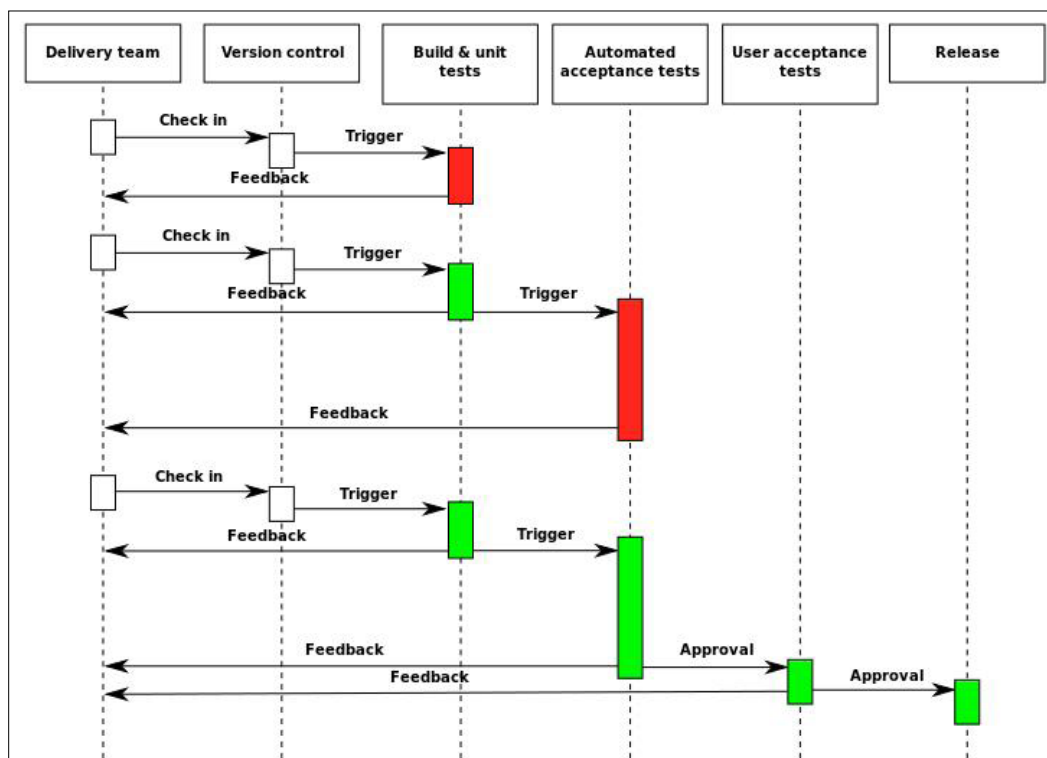 Delivery team
Version control
Build & unit
tests
Automated
acceptance tests
User acceptance
tests
Release
Check in
Trigger
Feedback
Check in
Trigger
Feedback
Trigger
Feedback
Check in
Trigger
Feedback
Trigger
Feedback
Approval
Feedback
Approval